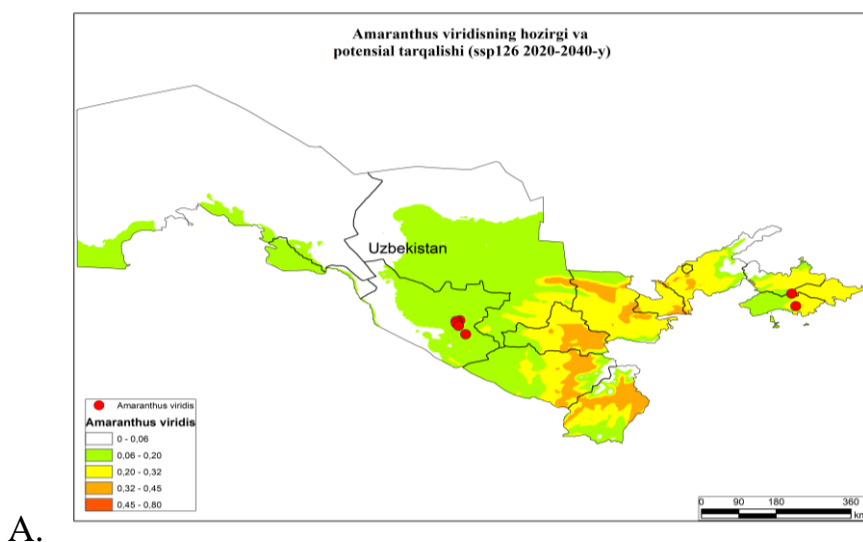 Amaranthus viridisning hozirgi va
potensial tarqalishi (ssp126 2020-2040-y)
Uzbekistan
Amaranthus viridis
Amaranthus viridis
0 - 0,06
0,06 - 0,20
0,20 - 0,32
0,32 - 0,45
0,45 - 0,80
0 90 180 360
km
A.